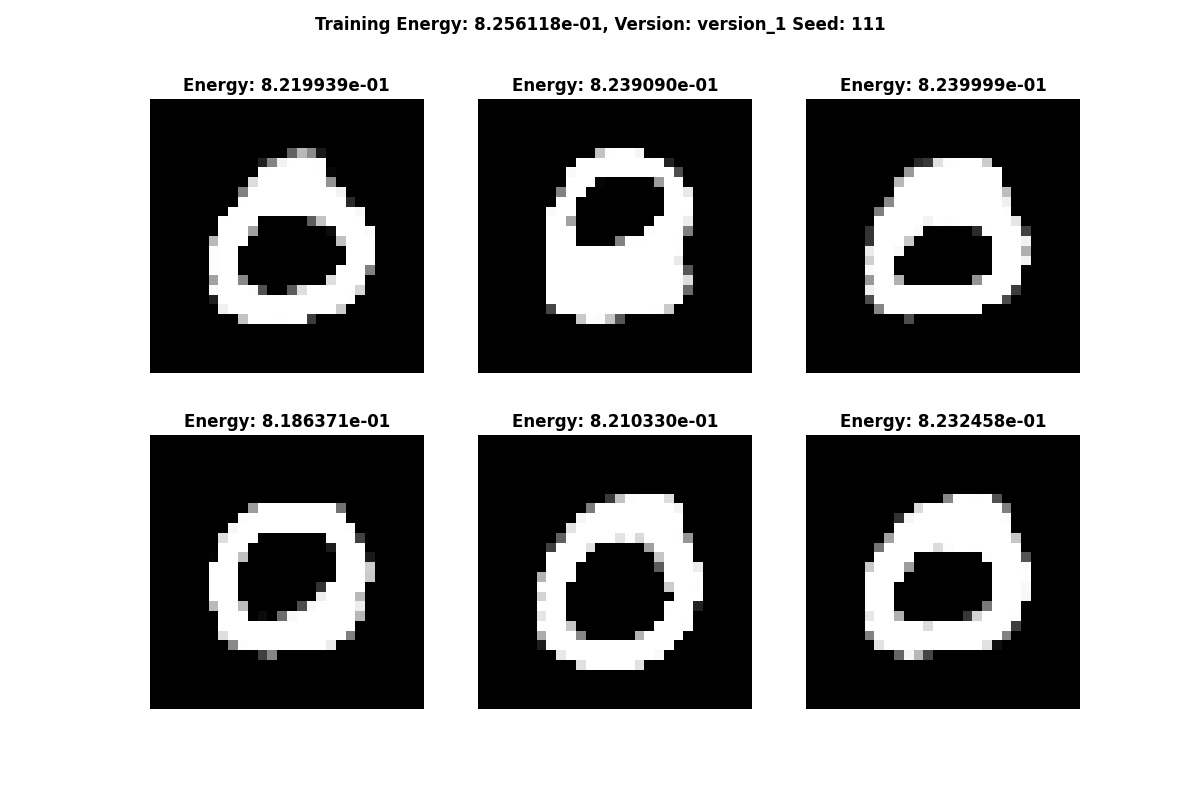 Training Energy: 8.256118e-01, Version: version_1 Seed: 111
Energy: 8.219939e-01
Energy: 8.239090e-01
Energy: 8.239999e-01
Energy: 8.186371e-01
Energy: 8.210330e-01
Energy: 8.232458e-01